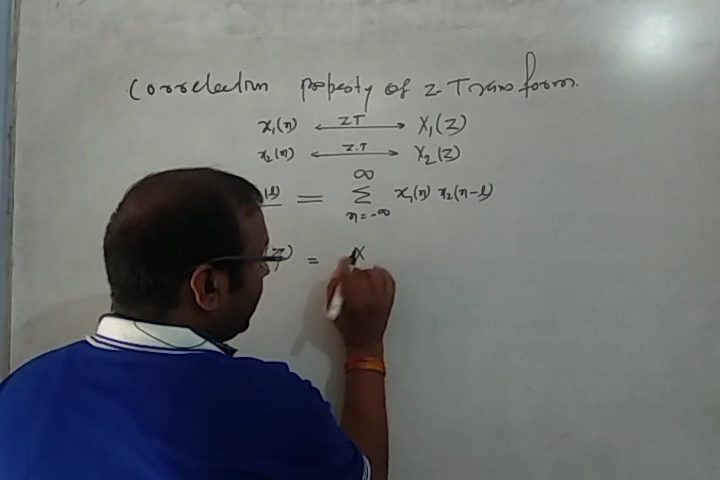 Correlation property of Z-Transform.
x₁(n) ⟷ ZT X₁(Z)
x₂(n) ⟷ Z.T X₂(Z)
(l) = ∞ Σ n=-∞ x₁(n) x₂(n-l)
(Z) = X